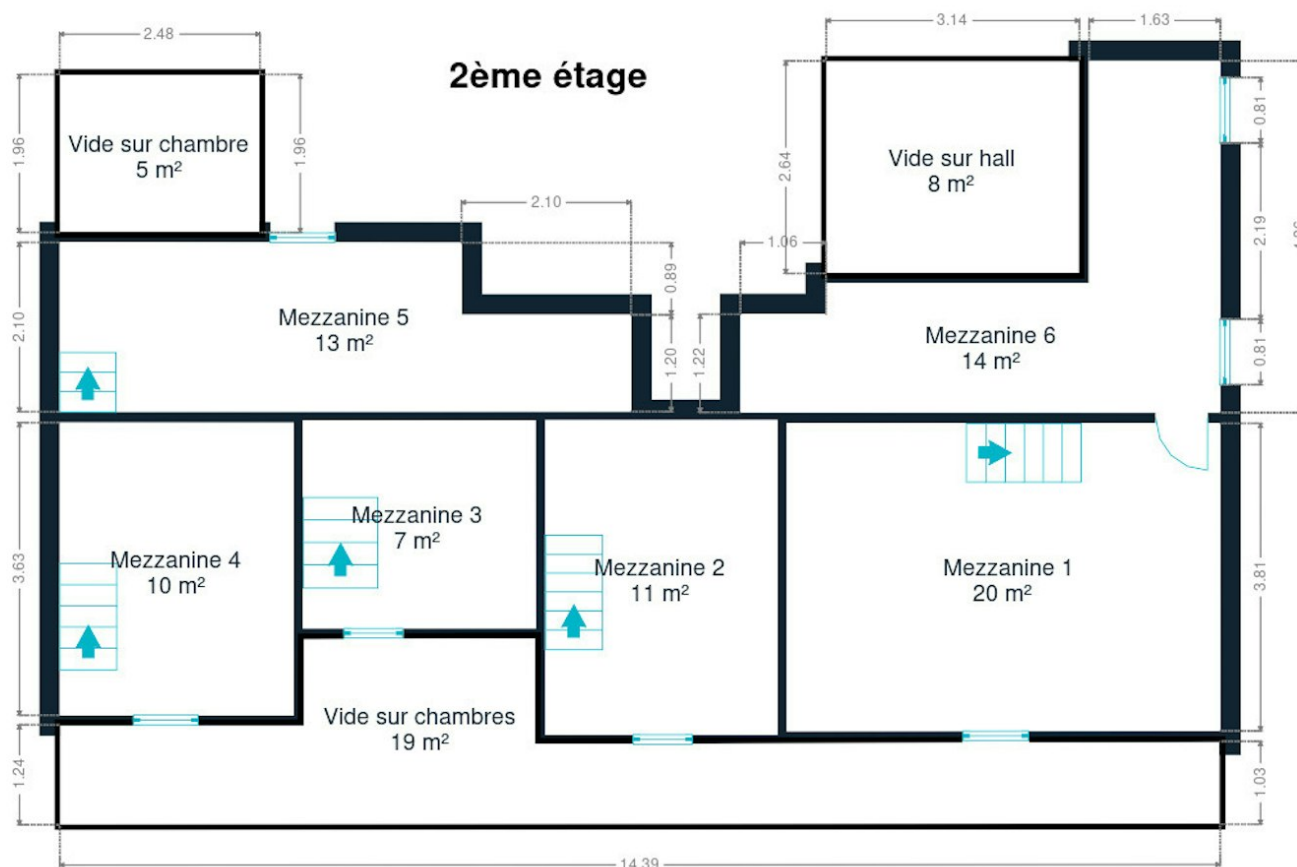 3.14
1.63
2.48
2ème étage
1.96
Vide sur chambre
5 m²
1.96
2.64
Vide sur hall
8 m²
0.81
2.19
2.10
1.06
0.89
2.10
Mezzanine 5
13 m²
1.20
1.22
Mezzanine 6
14 m²
0.81
3.63
Mezzanine 4
10 m²
Mezzanine 3
7 m²
Mezzanine 2
11 m²
Mezzanine 1
20 m²
3.81
Vide sur chambres
19 m²
1.24
1.03
14.39